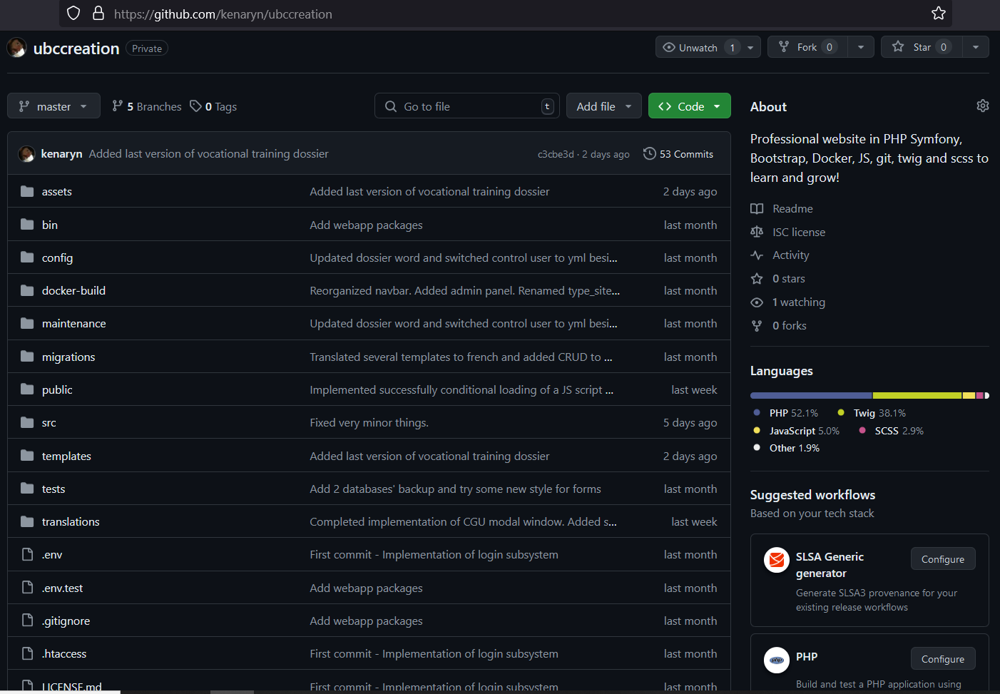 https://github.com/kenaryn/ubccreation
ubccreation Private Unwatch 1 Fork 0 Star 0
master 5 Branches 0 Tags Go to file t Add file Code
kenaryn Added last version of vocational training dossier c3cbe3d · 2 days ago 53 Commits
assets Added last version of vocational training dossier 2 days ago
bin Add webapp packages last month
config Updated dossier word and switched control user to yml besi... last month
docker-build Reorganized navbar. Added admin panel. Renamed type_site... last month
maintenance Updated dossier word and switched control user to yml besi... last month
migrations Translated several templates to french and added CRUD to ... last month
public Implemented successfully conditional loading of a JS script ... last week
src Fixed very minor things. 5 days ago
templates Added last version of vocational training dossier 2 days ago
tests Add 2 databases' backup and try some new style for forms last month
translations Completed implementation of CGU modal window. Added s... last week
.env First commit - Implementation of login subsystem last month
.env.test Add webapp packages last month
.gitignore Add webapp packages last month
.htaccess First commit - Implementation of login subsystem last month
LICENSE.md First commit - Implementation of login subsystem last month
About
Professional website in PHP Symfony,
Bootstrap, Docker, JS, git, twig and scss to
learn and grow!
Readme
ISC license
Activity
0 stars
1 watching
0 forks
Languages
PHP 52.1% Twig 38.1%
JavaScript 5.0% SCSS 2.9%
Other 1.9%
Suggested workflows
Based on your tech stack
SLSA Generic
generator
Configure
Generate SLSA3 provenance for your
existing release workflows
php
PHP Configure
Build and test a PHP application using